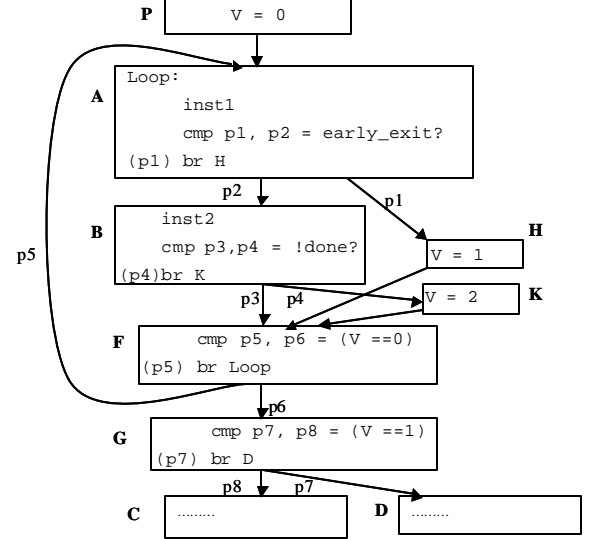 P
V = 0
A
Loop:
inst1
cmp p1, p2 = early_exit?
(p1) br H
p2
p1
B
inst2
cmp p3,p4 = !done?
(p4)br K
H
V = 1
p5
p3
p4
V = 2
K
F
cmp p5, p6 = (V ==0)
(p5) br Loop
p6
G
cmp p7, p8 = (V ==1)
(p7) br D
p8
p7
C
.........
D
.........